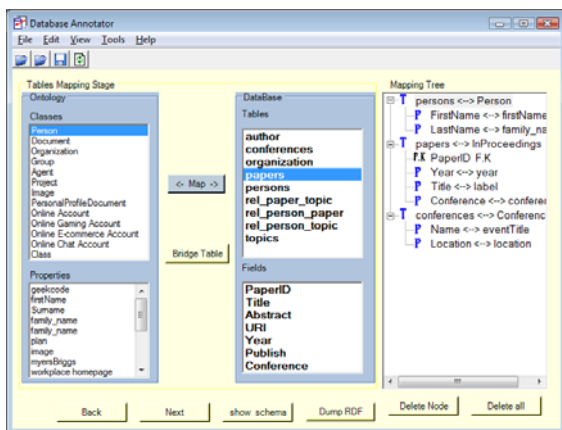 Database Annotator
File Edit View Tools Help
Tables Mapping Stage
Ontology
Classes
Person
Document
Organization
Group
Agent
Project
Image
PersonalProfileDocument
Online Account
Online Gaming Account
Online E-commerce Account
Online Chat Account
Class
Properties
geekcode
firstName
Surname
family_name
family_name
plan
image
myersBriggs
workplace homepage
<- Map ->
Bridge Table
DataBase
Tables
author
conferences
organization
papers
persons
rel_paper_topic
rel_person_paper
rel_person_topic
topics
Fields
PaperID
Title
Abstract
URI
Year
Publish
Conference
Mapping Tree
T persons <--> Person
P FirstName <--> firstName
P LastName <--> family_na
T papers <--> InProceedings
F.K PaperID F.K
P Year <--> year
P Title <--> label
P Conference <--> conferen
T conferences <--> Conferenc
P Name <--> eventTitle
P Location <--> location
Back Next show schema Dump RDF Delete Node Delete all